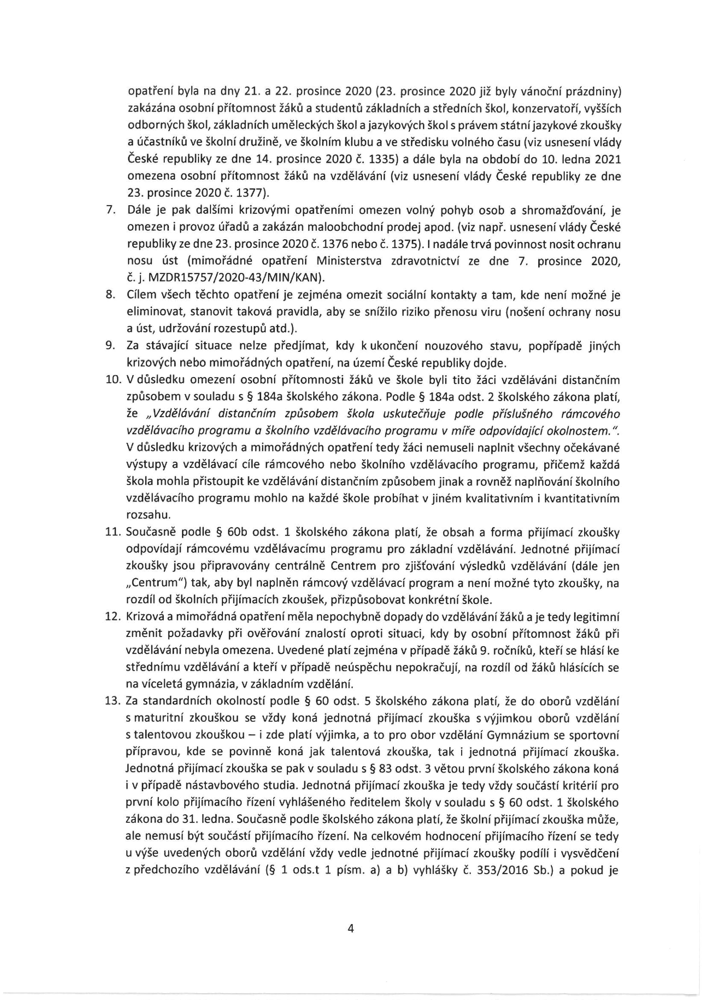 opatření byla na dny 21. a 22. prosince 2020 (23. prosince 2020 již byly vánoční prázdniny)
zakázána osobní přítomnost žáků a studentů základních a středních škol, konzervatoří, vyšších
odborných škol, základních uměleckých škol a jazykových škol s právem státní jazykové zkoušky
a účastníků ve školní družině, ve školním klubu a ve středisku volného času (viz usnesení vlády
České republiky ze dne 14. prosince 2020 č. 1335) a dále byla na období do 10. ledna 2021
omezena osobní přítomnost žáků na vzdělávání (viz usnesení vlády České republiky ze dne
23. prosince 2020 č. 1377).
7. Dále je pak dalšími krizovými opatřeními omezen volný pohyb osob a shromažďování, je
omezen i provoz úřadů a zakázán maloobchodní prodej apod. (viz např. usnesení vlády České
republiky ze dne 23. prosince 2020 č. 1376 nebo č. 1375). I nadále trvá povinnost nosit ochranu
nosu úst (mimořádné opatření Ministerstva zdravotnictví ze dne 7. prosince 2020,
č. j. MZDR15757/2020-43/MIN/KAN).
8. Cílem všech těchto opatření je zejména omezit sociální kontakty a tam, kde není možné je
eliminovat, stanovit taková pravidla, aby se snížilo riziko přenosu viru (nošení ochrany nosu
a úst, udržování rozestupů atd.).
9. Za stávající situace nelze předjímat, kdy k ukončení nouzového stavu, popřípadě jiných
krizových nebo mimořádných opatření, na území České republiky dojde.
10. V důsledku omezení osobní přítomnosti žáků ve škole byli tito žáci vzděláváni distančním
způsobem v souladu s § 184a školského zákona. Podle § 184a odst. 2 školského zákona platí,
že „Vzdělávání distančním způsobem škola uskutečňuje podle příslušného rámcového
vzdělávacího programu a školního vzdělávacího programu v míře odpovídající okolnostem.“.
V důsledku krizových a mimořádných opatření tedy žáci nemuseli naplnit všechny očekávané
výstupy a vzdělávací cíle rámcového nebo školního vzdělávacího programu, přičemž každá
škola mohla přistoupit ke vzdělávání distančním způsobem jinak a rovněž naplňování školního
vzdělávacího programu mohlo na každé škole probíhat v jiném kvalitativním i kvantitativním
rozsahu.
11. Současně podle § 60b odst. 1 školského zákona platí, že obsah a forma přijímací zkoušky
odpovídají rámcovému vzdělávacímu programu pro základní vzdělávání. Jednotné přijímací
zkoušky jsou připravovány centrálně Centrem pro zjišťování výsledků vzdělávání (dále jen
„Centrum“) tak, aby byl naplněn rámcový vzdělávací program a není možné tyto zkoušky, na
rozdíl od školních přijímacích zkoušek, přizpůsobovat konkrétní škole.
12. Krizová a mimořádná opatření měla nepochybně dopady do vzdělávání žáků a je tedy legitimní
změnit požadavky při ověřování znalostí oproti situaci, kdy by osobní přítomnost žáků při
vzdělávání nebyla omezena. Uvedené platí zejména v případě žáků 9. ročníků, kteří se hlásí ke
střednímu vzdělávání a kteří v případě neúspěchu nepokračují, na rozdíl od žáků hlásících se
na víceletá gymnázia, v základním vzdělání.
13. Za standardních okolností podle § 60 odst. 5 školského zákona platí, že do oborů vzdělání
s maturitní zkouškou se vždy koná jednotná přijímací zkouška s výjimkou oborů vzdělání
s talentovou zkouškou – i zde platí výjimka, a to pro obor vzdělání Gymnázium se sportovní
přípravou, kde se povinně koná jak talentová zkouška, tak i jednotná přijímací zkouška.
Jednotná přijímací zkouška se pak v souladu s § 83 odst. 3 větou první školského zákona koná
i v případě nástavbového studia. Jednotná přijímací zkouška je tedy vždy součástí kritérií pro
první kolo přijímacího řízení vyhlášeného ředitelem školy v souladu s § 60 odst. 1 školského
zákona do 31. ledna. Současně podle školského zákona platí, že školní přijímací zkouška může,
ale nemusí být součástí přijímacího řízení. Na celkovém hodnocení přijímacího řízení se tedy
u výše uvedených oborů vzdělání vždy vedle jednotné přijímací zkoušky podílí i vysvědčení
z předchozího vzdělávání (§ 1 ods.t 1 písm. a) a b) vyhlášky č. 353/2016 Sb.) a pokud je
4